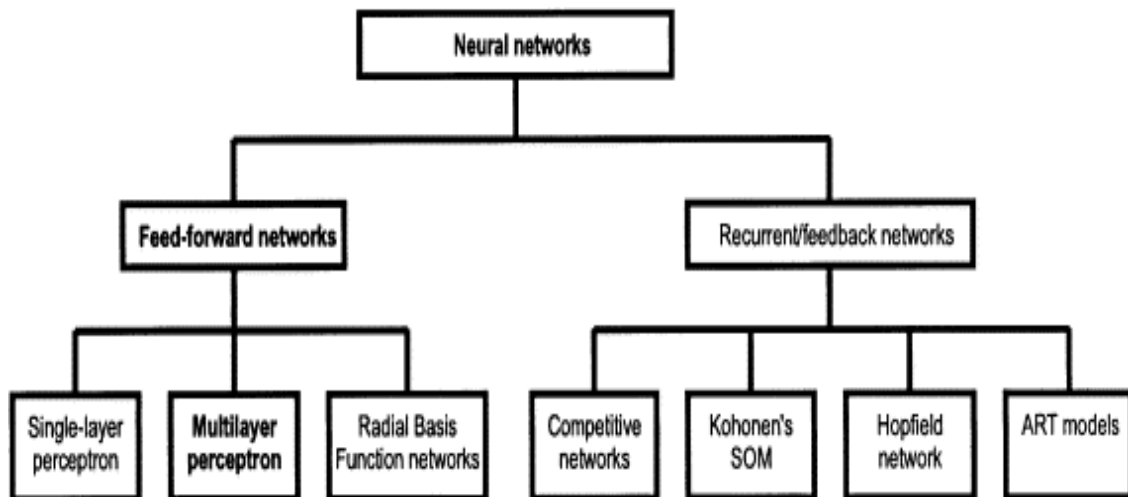 Neural networks
Feed-forward networks
Recurrent/feedback networks
Single-layer
perceptron
Multilayer
perceptron
Radial Basis
Function networks
Competitive
networks
Kohonen's
SOM
Hopfield
network
ART models